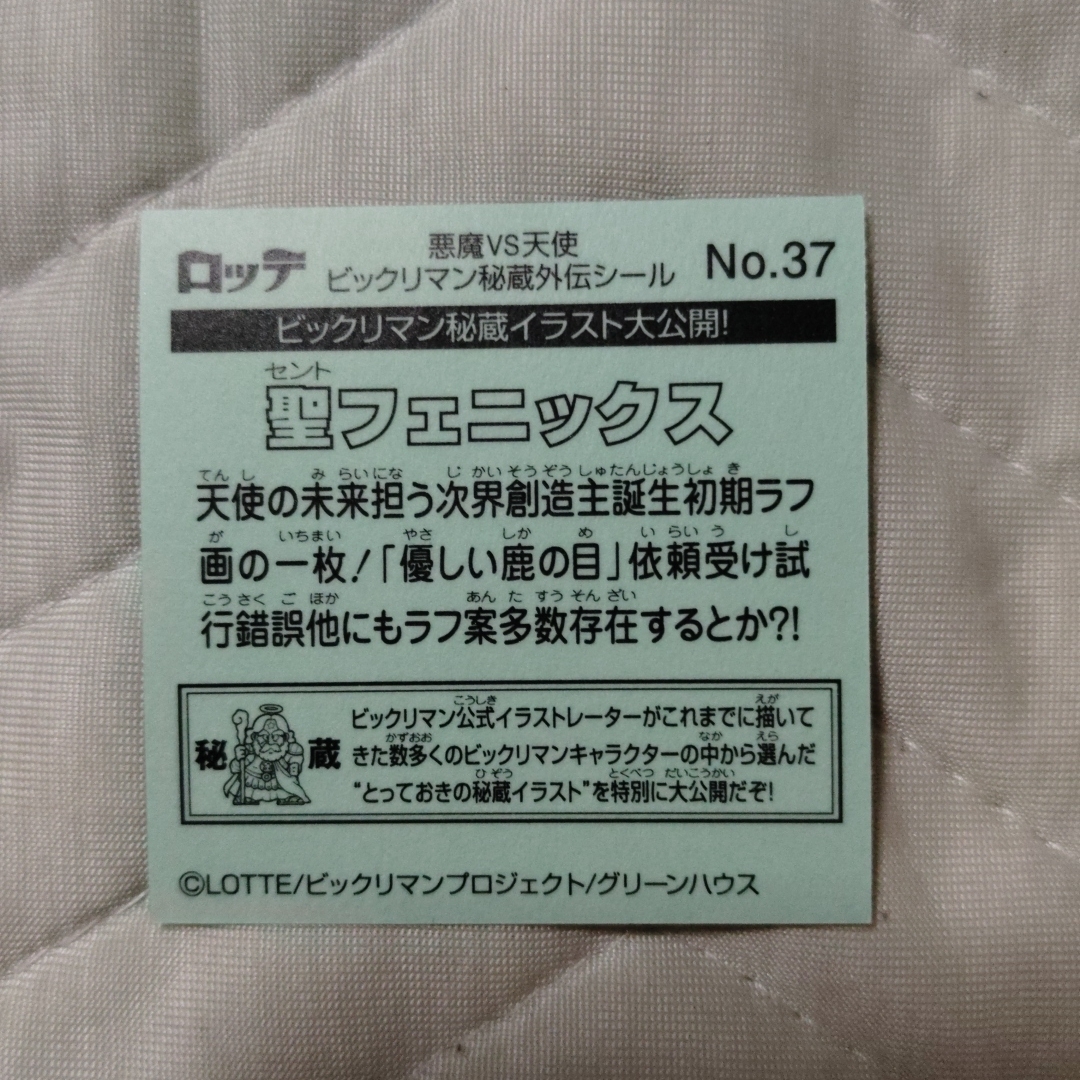 ロッテ
悪魔VS天使
ビックリマン秘蔵外伝シール
No.37
ビックリマン秘蔵イラスト大公開!
セント
聖フェニックス
てんし みらいにな じかいそうぞうしゅたんじょうしょき
天使の未来担う次界創造主誕生初期ラフ
が いちまい やさ しか め いらいう し
画の一枚!「優しい鹿の目」依頼受け試
こうさくご ほか あんたすうそんざい
行錯誤他にもラフ案多数存在するとか?!
秘 蔵
こうしき えが
ビックリマン公式イラストレーターがこれまでに描いて
かずおお なか えら
きた数多くのビックリマンキャラクターの中から選んだ
ひぞう とくべつ だいこうかい
“とっておきの秘蔵イラスト”を特別に大公開だぞ!
©LOTTE/ビックリマンプロジェクト/グリーンハウス